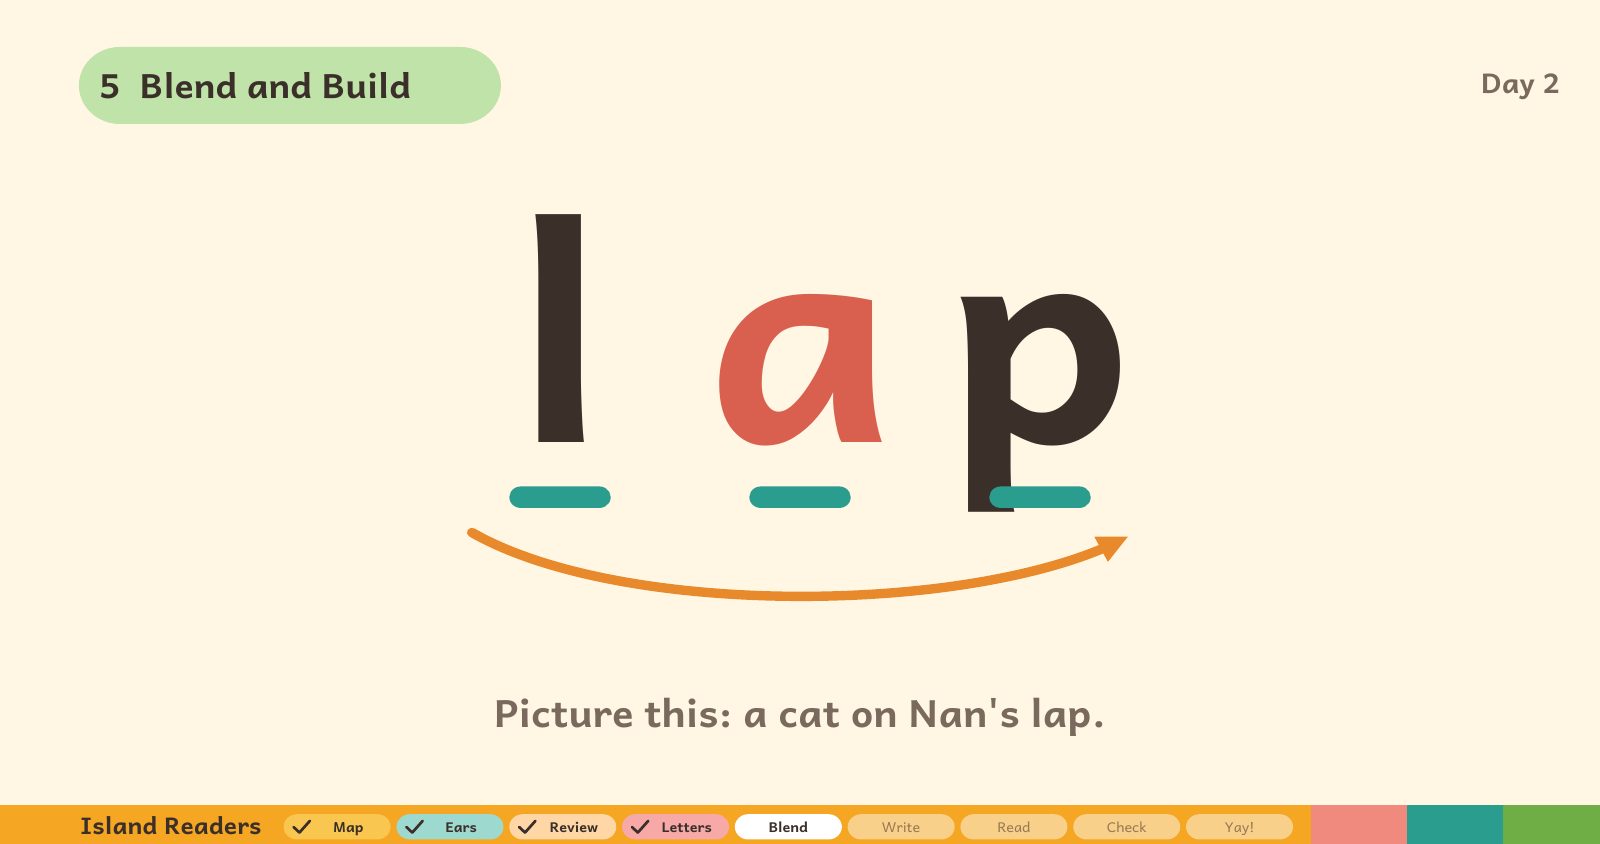 5 Blend and Build
Day 2
l a p
Picture this: a cat on Nan's lap.
Island Readers Map Ears Review Letters Blend Write Read Check Yay!